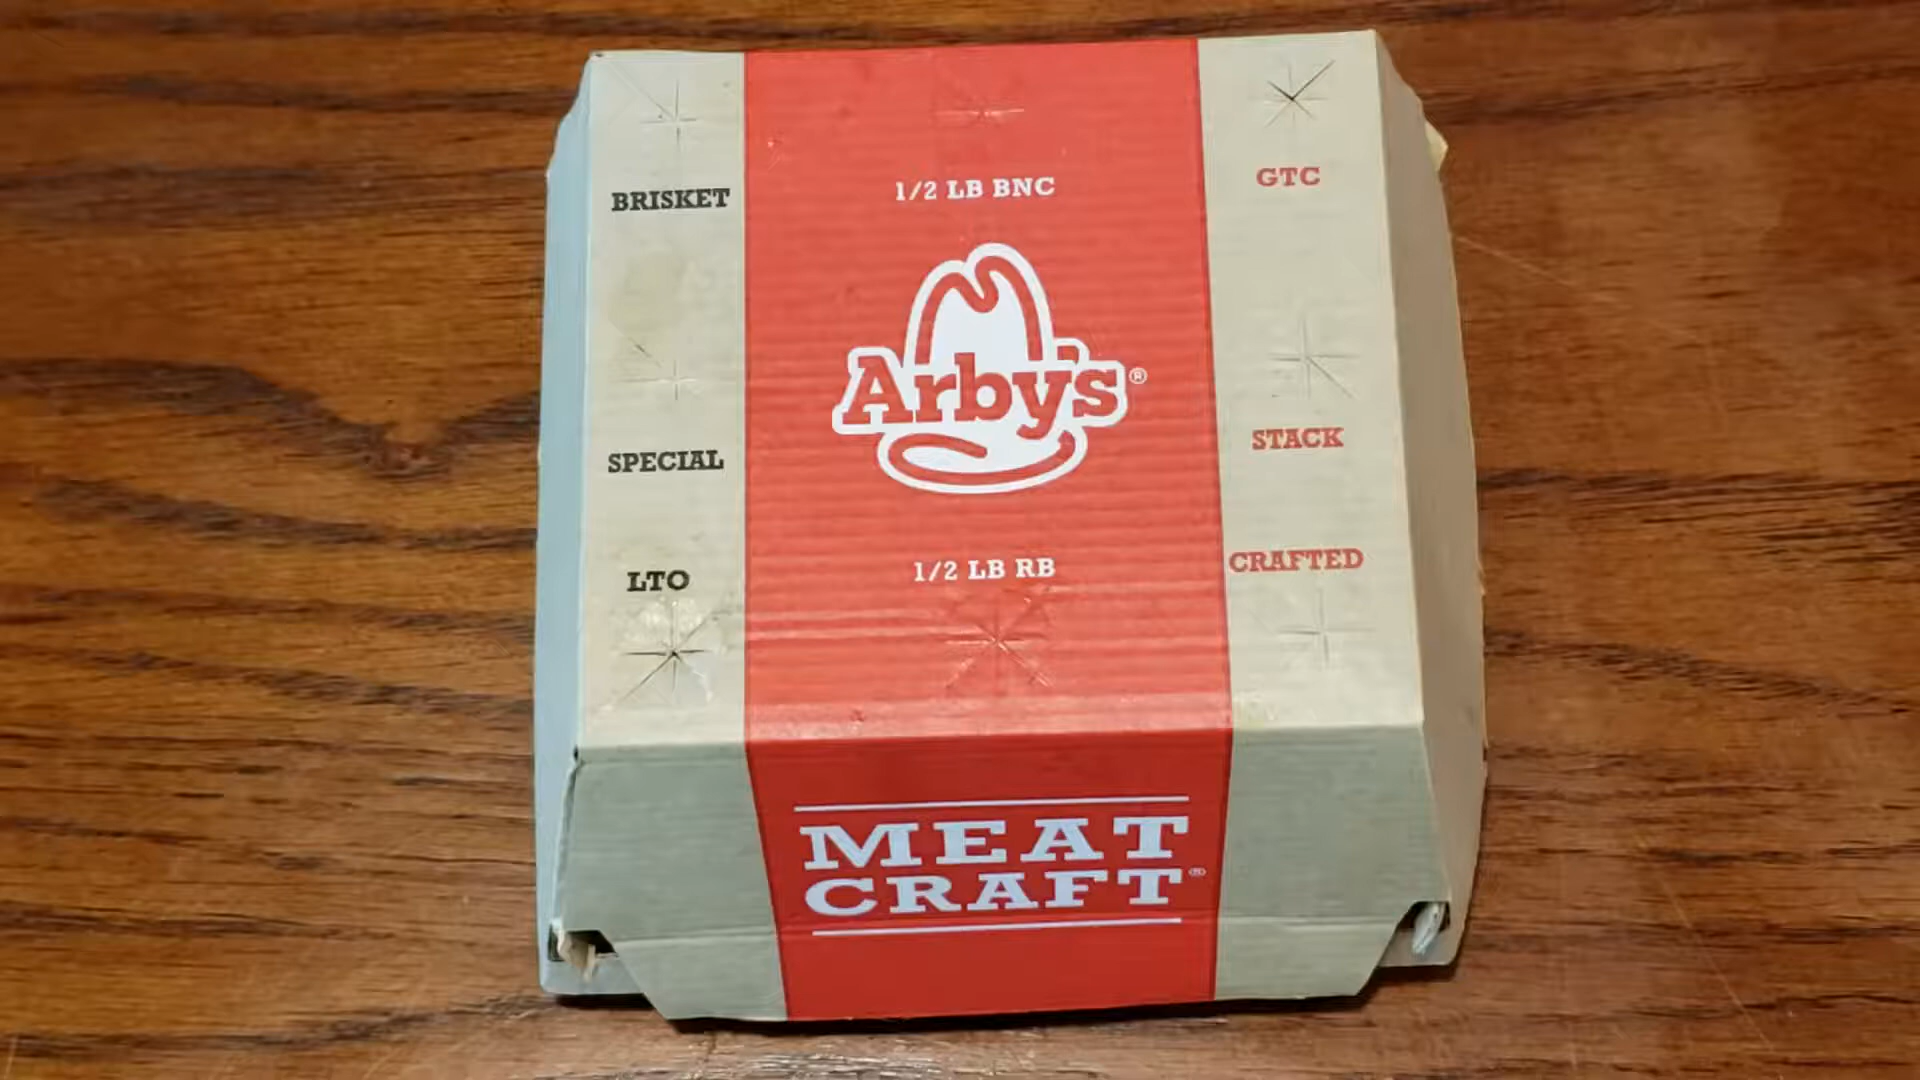 BRISKET
1/2 LB BNC
GTC
Arby's®
SPECIAL
STACK
LTO
1/2 LB RB
CRAFTED
MEAT
CRAFT®